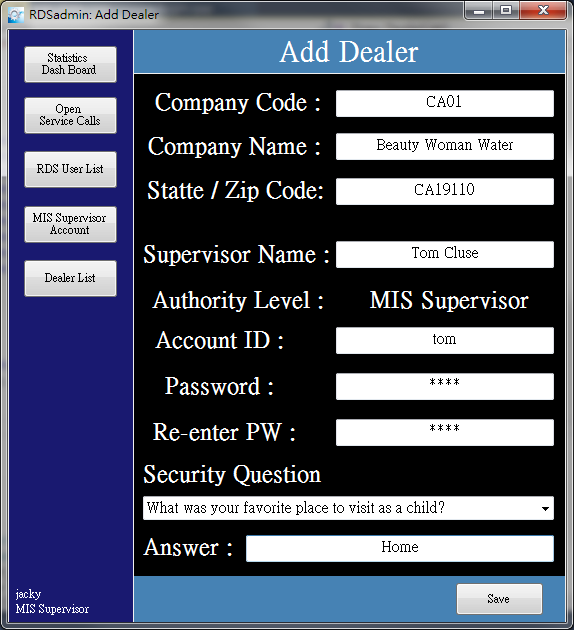 RDSadmin: Add Dealer
Statistics
Dash Board
Open
Service Calls
RDS User List
MIS Supervisor
Account
Dealer List
jacky
MIS Supervisor
Add Dealer
Company Code : CA01
Company Name : Beauty Woman Water
Statte / Zip Code: CA19110
Supervisor Name : Tom Cluse
Authority Level : MIS Supervisor
Account ID : tom
Password : ****
Re-enter PW : ****
Security Question
What was your favorite place to visit as a child?
Answer : Home
Save